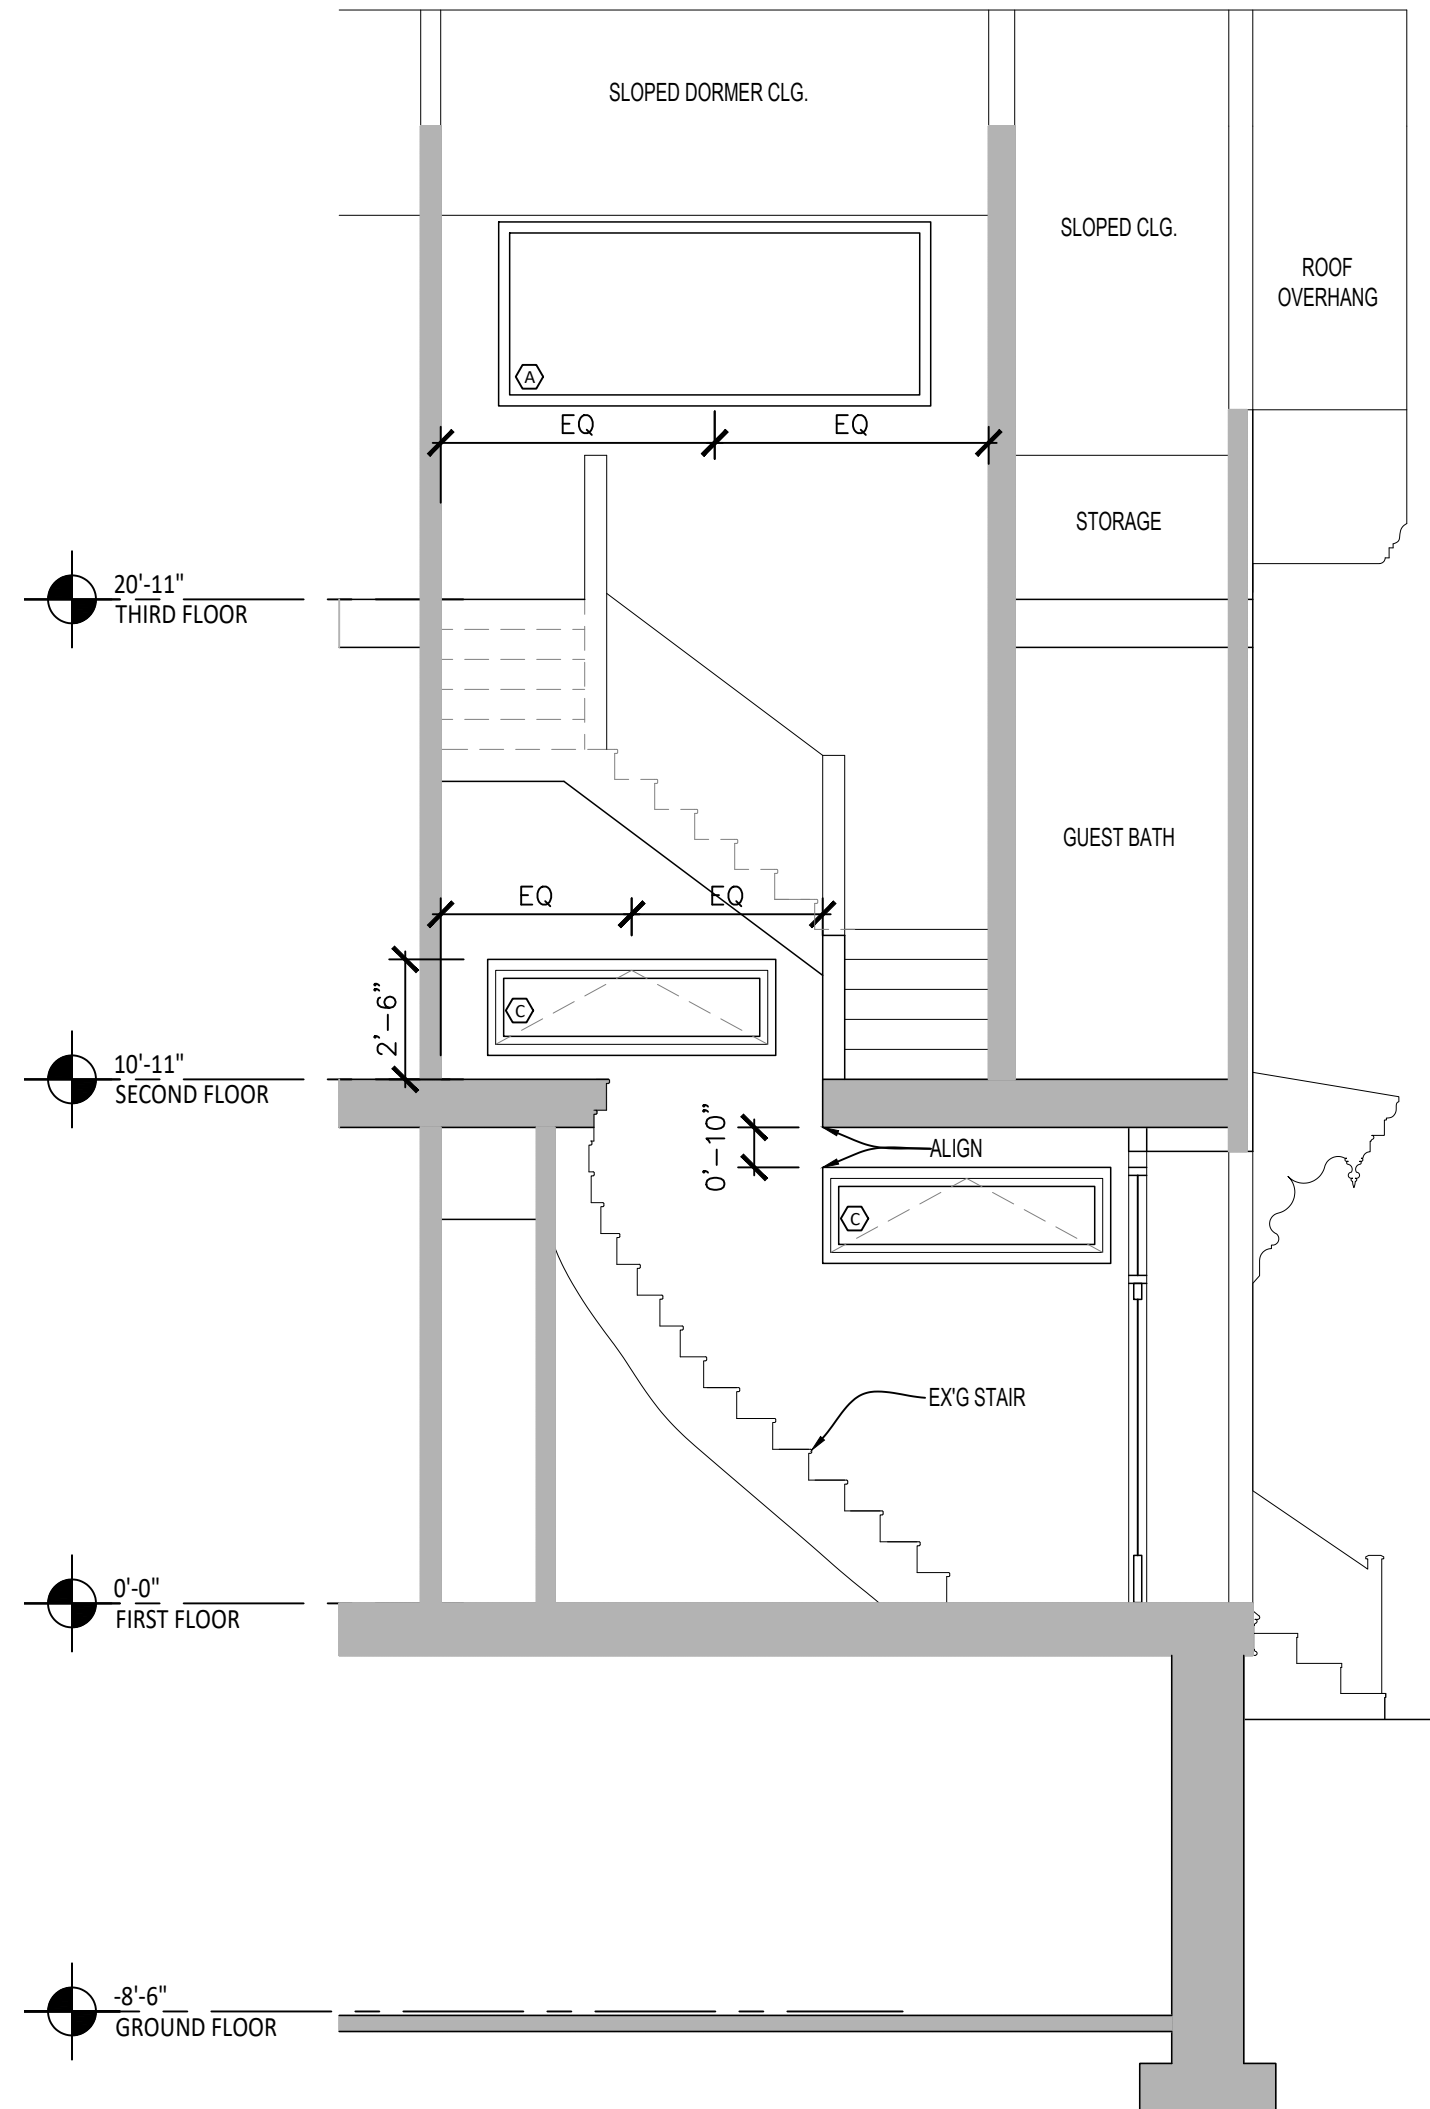 SLOPED DORMER CLG.
SLOPED CLG.
ROOF
OVERHANG
A
EQ
EQ
STORAGE
20'-11"
THIRD FLOOR
GUEST BATH
EQ
EQ
2'-6"
C
10'-11"
SECOND FLOOR
0'-10"
ALIGN
C
EX'G STAIR
0'-0"
FIRST FLOOR
-8'-6"
GROUND FLOOR